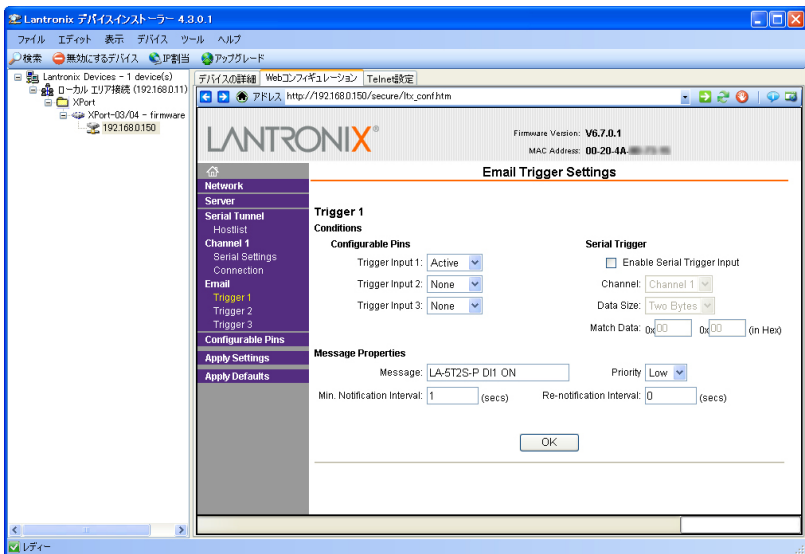 Lantronix デバイスインストーラー 4.3.0.1
ファイル エディット 表示 デバイス ツール ヘルプ
検索 無効にするデバイス IP割当 アップグレード
Lantronix Devices - 1 device(s)
ローカル エリア接続 (192.168.0.11)
XPort
XPort-03/04 - firmware
192.168.0.150
デバイスの詳細 Webコンフィギュレーション Telnet設定
アドレス http://192.168.0.150/secure/ltx_conf.htm
LANTRONIX®
Firmware Version: V6.7.0.1
MAC Address: 00-20-4A-
Network
Server
Serial Tunnel
Hostlist
Channel 1
Serial Settings
Connection
Email
Trigger 1
Trigger 2
Trigger 3
Configurable Pins
Apply Settings
Apply Defaults
Email Trigger Settings
Trigger 1
Conditions
Configurable Pins Serial Trigger
Trigger Input 1: Active Enable Serial Trigger Input
Trigger Input 2: None Channel: Channel 1
Trigger Input 3: None Data Size: Two Bytes
Match Data: 0x 00 0x 00 (in Hex)
Message Properties
Message: LA-5T2S-P DI1 ON Priority Low
Min. Notification Interval: 1 (secs) Re-notification Interval: 0 (secs)
OK
レディー